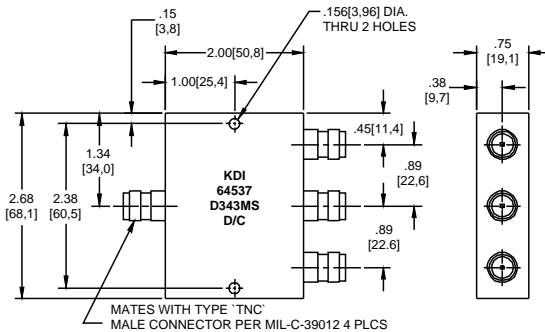 .15
[3,8]
.156[3,96] DIA.
THRU 2 HOLES
2.00[50,8]
1.00[25,4]
.75
[19,1]
.38
[9,7]
.45[11,4]
.89
[22,6]
1.34
[34,0]
2.68
[68,1]
2.38
[60,5]
KDI
64537
D343MS
D/C
.89
[22.6]
MATES WITH TYPE `TNC`
MALE CONNECTOR PER MIL-C-39012 4 PLCS